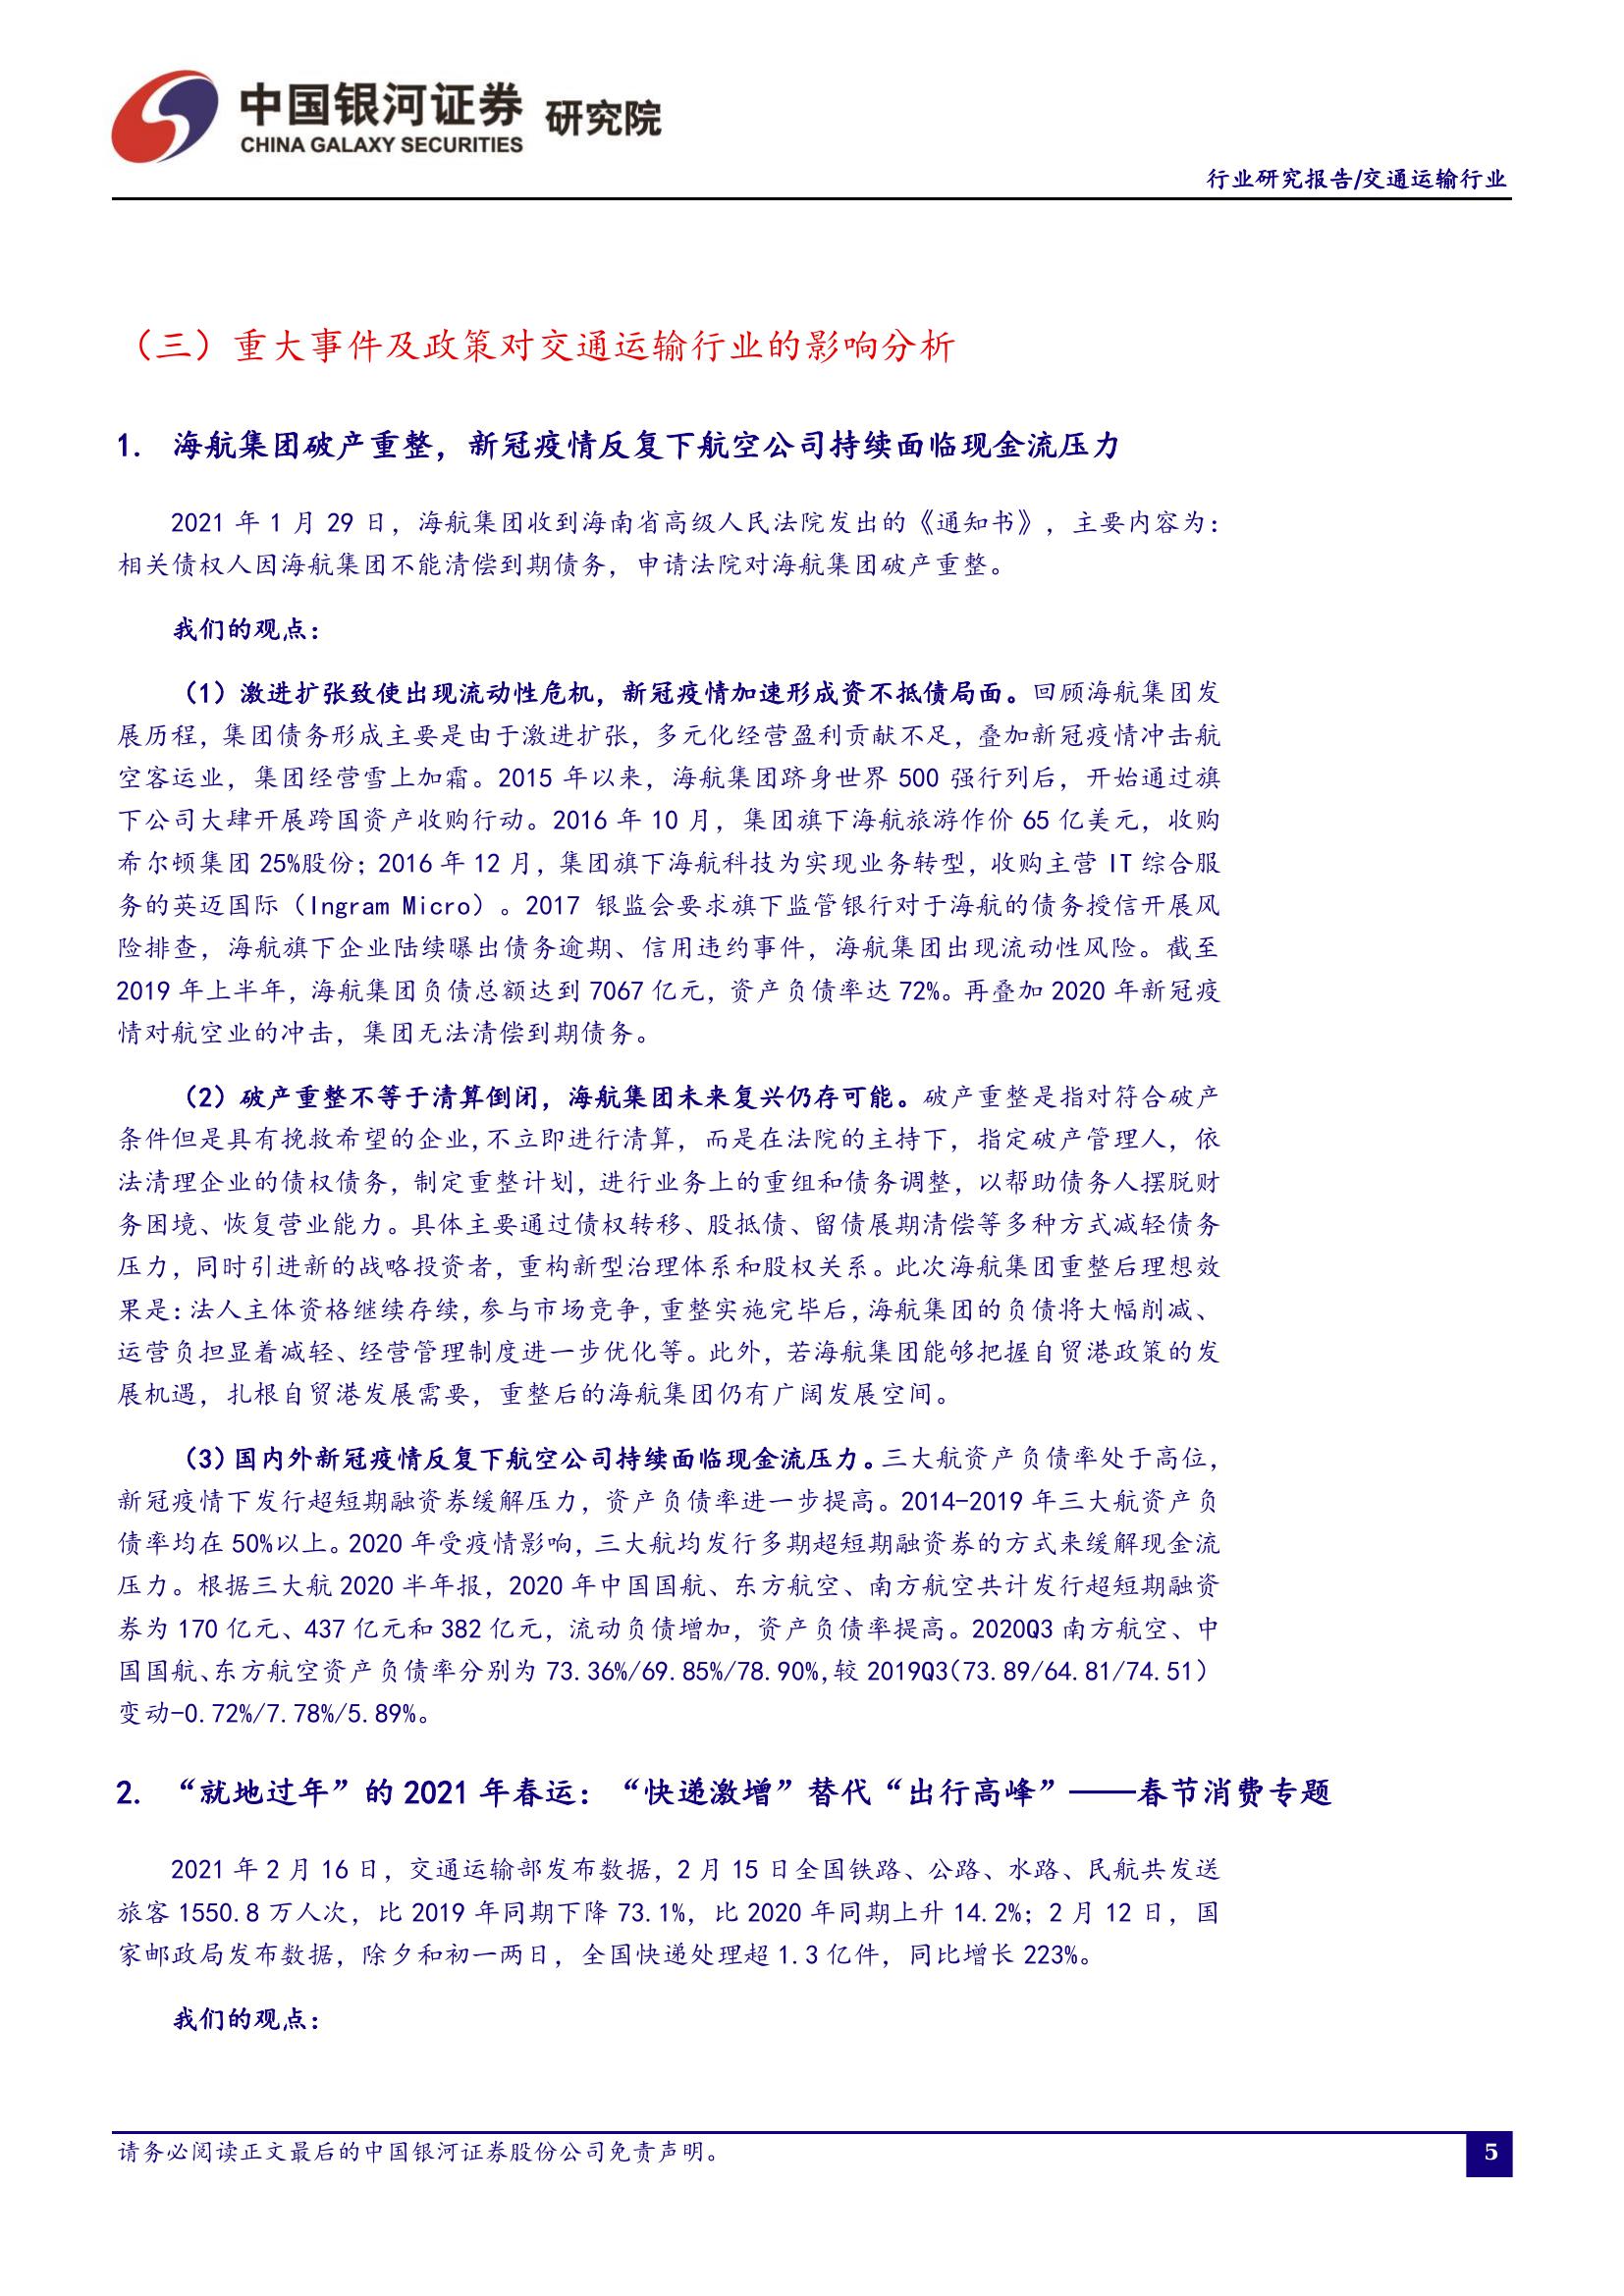 中国银河证券 研究院
CHINA GALAXY SECURITIES
行业研究报告/交通运输行业
（三）重大事件及政策对交通运输行业的影响分析
1. 海航集团破产重整，新冠疫情反复下航空公司持续面临现金流压力
2021 年 1 月 29 日，海航集团收到海南省高级人民法院发出的《通知书》，主要内容为：
相关债权人因海航集团不能清偿到期债务，申请法院对海航集团破产重整。
我们的观点：
（1）激进扩张致使出现流动性危机，新冠疫情加速形成资不抵债局面。回顾海航集团发
展历程，集团债务形成主要是由于激进扩张，多元化经营盈利贡献不足，叠加新冠疫情冲击航
空客运业，集团经营雪上加霜。2015 年以来，海航集团跻身世界 500 强行列后，开始通过旗
下公司大肆开展跨国资产收购行动。2016 年 10 月，集团旗下海航旅游作价 65 亿美元，收购
希尔顿集团 25%股份；2016 年 12 月，集团旗下海航科技为实现业务转型，收购主营 IT 综合服
务的英迈国际（Ingram Micro）。2017 银监会要求旗下监管银行对于海航的债务授信开展风
险排查，海航旗下企业陆续曝出债务逾期、信用违约事件，海航集团出现流动性风险。截至
2019 年上半年，海航集团负债总额达到 7067 亿元，资产负债率达 72%。再叠加 2020 年新冠疫
情对航空业的冲击，集团无法清偿到期债务。
（2）破产重整不等于清算倒闭，海航集团未来复兴仍存可能。破产重整是指对符合破产
条件但是具有挽救希望的企业，不立即进行清算，而是在法院的主持下，指定破产管理人，依
法清理企业的债权债务，制定重整计划，进行业务上的重组和债务调整，以帮助债务人摆脱财
务困境、恢复营业能力。具体主要通过债权转移、股抵债、留债展期清偿等多种方式减轻债务
压力，同时引进新的战略投资者，重构新型治理体系和股权关系。此次海航集团重整后理想效
果是：法人主体资格继续存续，参与市场竞争，重整实施完毕后，海航集团的负债将大幅削减、
运营负担显着减轻、经营管理制度进一步优化等。此外，若海航集团能够把握自贸港政策的发
展机遇，扎根自贸港发展需要，重整后的海航集团仍有广阔发展空间。
（3）国内外新冠疫情反复下航空公司持续面临现金流压力。三大航资产负债率处于高位，
新冠疫情下发行超短期融资券缓解压力，资产负债率进一步提高。2014-2019 年三大航资产负
债率均在 50%以上。2020 年受疫情影响，三大航均发行多期超短期融资券的方式来缓解现金流
压力。根据三大航 2020 半年报，2020 年中国国航、东方航空、南方航空共计发行超短期融资
券为 170 亿元、437 亿元和 382 亿元，流动负债增加，资产负债率提高。2020Q3 南方航空、中
国国航、东方航空资产负债率分别为 73.36%/69.85%/78.90%，较 2019Q3（73.89/64.81/74.51）
变动-0.72%/7.78%/5.89%。
2. “就地过年”的 2021 年春运：“快递激增”替代“出行高峰”——春节消费专题
2021 年 2 月 16 日，交通运输部发布数据，2 月 15 日全国铁路、公路、水路、民航共发送
旅客 1550.8 万人次，比 2019 年同期下降 73.1%，比 2020 年同期上升 14.2%；2 月 12 日，国
家邮政局发布数据，除夕和初一两日，全国快递处理超 1.3 亿件，同比增长 223%。
我们的观点：
请务必阅读正文最后的中国银河证券股份公司免责声明。
5